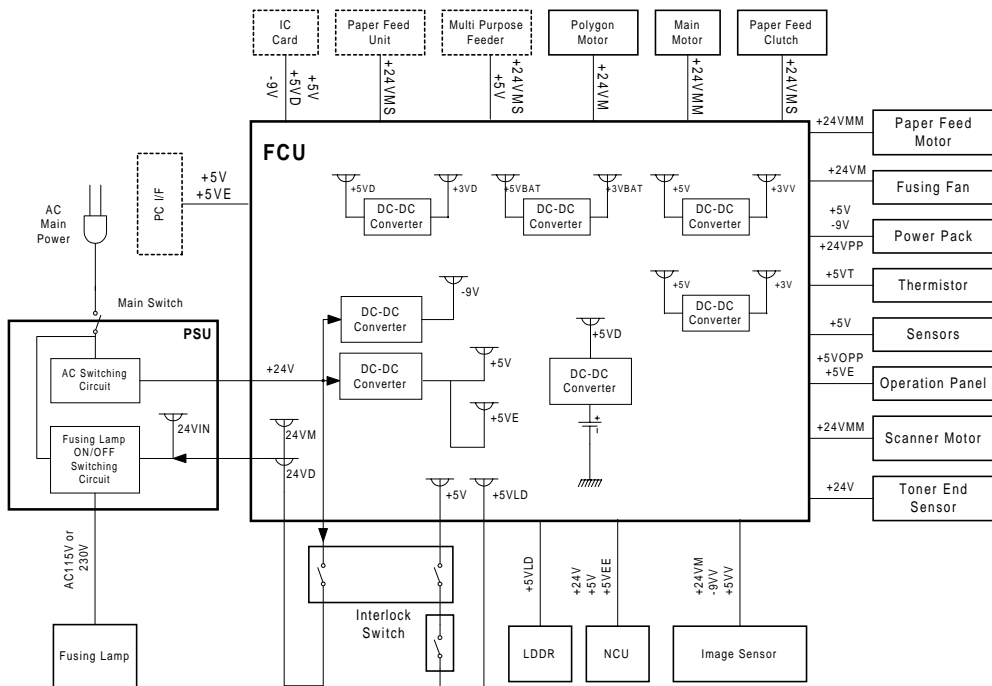 IC
Card
Paper Feed
Unit
Multi Purpose
Feeder
Polygon
Motor
Main
Motor
Paper Feed
Clutch
-9V
+5VD
+5V
+24VMS
+5V
+24VMS
+24VM
+24VMM
+24VMS
FCU
PC I/F
+5V
+5VE
AC
Main
Power
Main Switch
PSU
AC Switching
Circuit
Fusing Lamp
ON/OFF
Switching
Circuit
24VIN
+24V
24VM
24VD
AC115V or
230V
Fusing Lamp
+5VD
+3VD
DC-DC
Converter
+5VBAT
+3VBAT
DC-DC
Converter
+5V
+3VV
DC-DC
Converter
-9V
DC-DC
Converter
DC-DC
Converter
+5V
+5VE
+5VD
DC-DC
Converter
+5V
+3V
DC-DC
Converter
+5V
+5VLD
Interlock
Switch
+24VMM
Paper Feed
Motor
+24VM
Fusing Fan
+5V
-9V
+24VPP
Power Pack
+5VT
Thermistor
+5V
Sensors
+5VOPP
+5VE
Operation Panel
+24VMM
Scanner Motor
+24V
Toner End
Sensor
+5VLD
LDDR
+24V
+5V
+5VEE
NCU
+24VM
-9VV
+5VV
Image Sensor